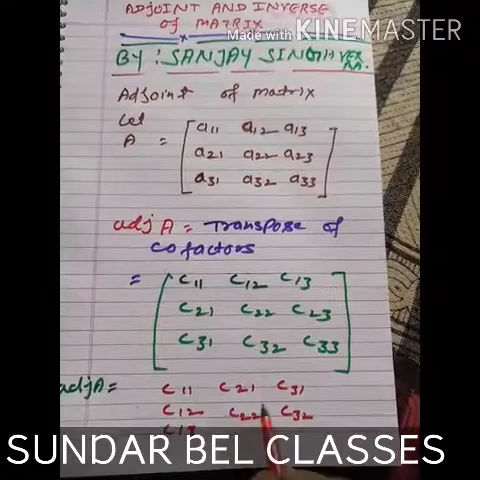 ADJOINT AND INVERSE
Of MATRIX
Made with KINEMASTER
BY : SANJAY SINGH VERMA.
Adjoint of matrix
Let
A = [ a11 a12 a13
a21 a22 a23
a31 a32 a33 ]
adj A = Transpose of
cofactors
= [ c11 c12 c13
c21 c22 c23
c31 c32 c33 ]
adjA = c11 c21 c31
c12 c22 c32
c13
SUNDAR BEL CLASSES